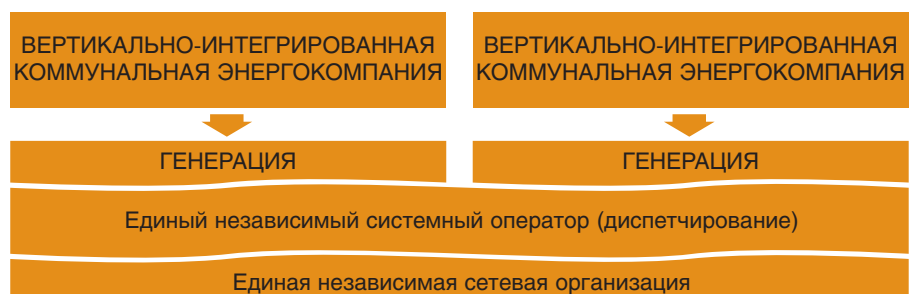 ВЕРТИКАЛЬНО-ИНТЕГРИРОВАННАЯ
КОММУНАЛЬНАЯ ЭНЕРГОКОМПАНИЯ
ВЕРТИКАЛЬНО-ИНТЕГРИРОВАННАЯ
КОММУНАЛЬНАЯ ЭНЕРГОКОМПАНИЯ
ГЕНЕРАЦИЯ
ГЕНЕРАЦИЯ
Единый независимый системный оператор (диспетчирование)
Единая независимая сетевая организация